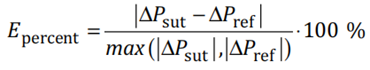 E_percent = |ΔP_sut − ΔP_ref| / max(|ΔP_sut|,|ΔP_ref|) · 100 %